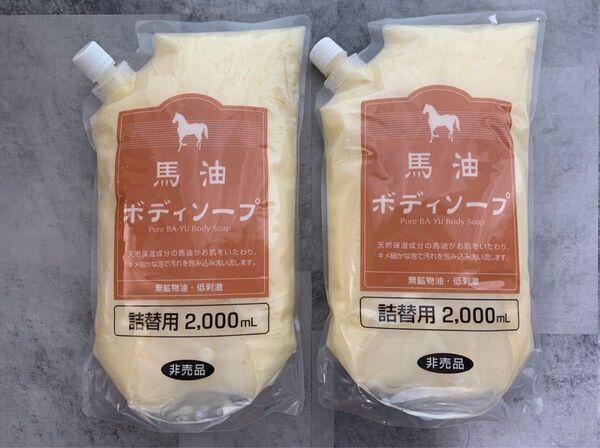 馬油
ボディソープ
Pure BA-YU Body Soap
天然保湿成分の馬油がお肌をいたわり、
キメ細かな泡で汚れを包み込み洗い流します。
無鉱物油・低刺激
詰替用 2,000mL
非売品
馬油
ボディソープ
Pure BA-YU Body Soap
天然保湿成分の馬油がお肌をいたわり、
キメ細かな泡で汚れを包み込み洗い流します。
無鉱物油・低刺激
詰替用 2,000mL
非売品